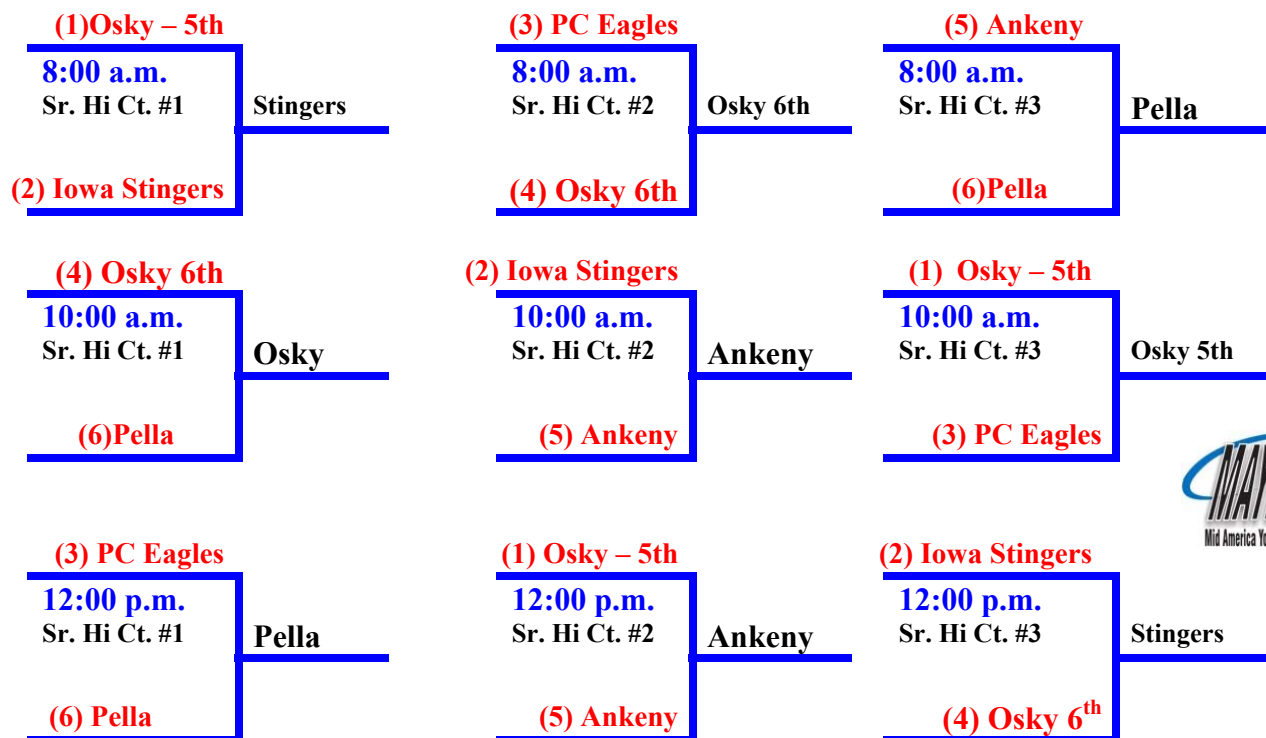 (1)Osky – 5th
8:00 a.m.
Sr. Hi Ct. #1
Stingers
(2) Iowa Stingers
(3) PC Eagles
8:00 a.m.
Sr. Hi Ct. #2
Osky 6th
(4) Osky 6th
(5) Ankeny
8:00 a.m.
Sr. Hi Ct. #3
Pella
(6)Pella
(4) Osky 6th
10:00 a.m.
Sr. Hi Ct. #1
Osky
(6)Pella
(2) Iowa Stingers
10:00 a.m.
Sr. Hi Ct. #2
Ankeny
(5) Ankeny
(1) Osky – 5th
10:00 a.m.
Sr. Hi Ct. #3
Osky 5th
(3) PC Eagles
Mid America
(3) PC Eagles
12:00 p.m.
Sr. Hi Ct. #1
Pella
(6) Pella
(1) Osky – 5th
12:00 p.m.
Sr. Hi Ct. #2
Ankeny
(5) Ankeny
(2) Iowa Stingers
12:00 p.m.
Sr. Hi Ct. #3
Stingers
(4) Osky 6th